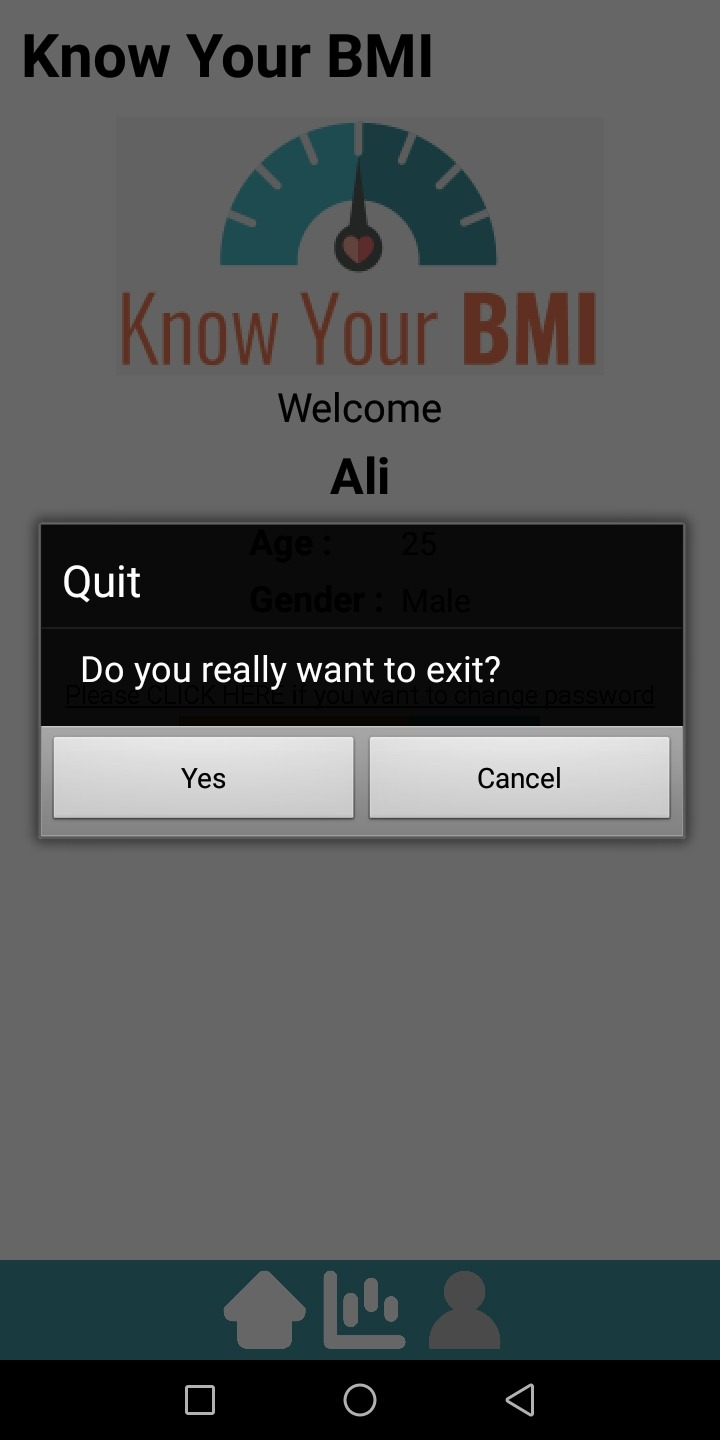 Know Your BMI
Know Your BMI
Welcome
Ali
Age : 25
Quit
Gender : Male
Do you really want to exit?
Please CLICK HERE if you want to change password
Yes Cancel